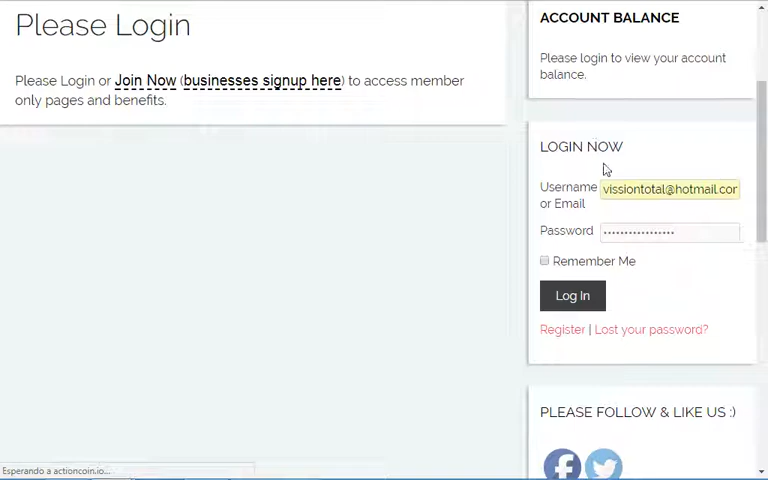 Please Login
Please Login or Join Now (businesses signup here) to access member
only pages and benefits.
ACCOUNT BALANCE
Please login to view your account
balance.
LOGIN NOW
Username
or Email
vissiontotal@hotmail.cor
Password
•••••••••••••••••
Remember Me
Log In
Register | Lost your password?
PLEASE FOLLOW & LIKE US :)
Esperando a actioncoin.io...